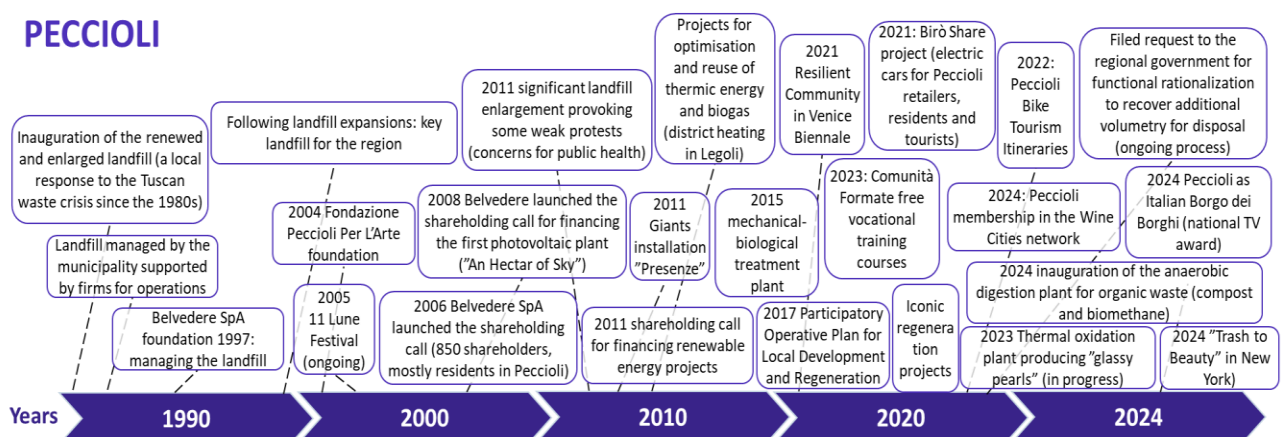 PECCIOLI
Inauguration of the renewed
and enlarged landfill (a local
response to the Tuscan
waste crisis since the 1980s)
Landfill managed by the
municipality supported
by firms for operations
Belvedere SpA
foundation 1997:
managing the landfill
Following landfill expansions: key
landfill for the region
2004 Fondazione
Peccioli Per L’Arte
foundation
2005
11 Lune
Festival
(ongoing)
2011 significant landfill
enlargement provoking
some weak protests
(concerns for public health)
2008 Belvedere launched the
shareholding call for financing
the first photovoltaic plant
(”An Hectar of Sky”)
2006 Belvedere SpA
launched the shareholding
call (850 shareholders,
mostly residents in Peccioli)
Projects for
optimisation
and reuse of
thermic energy
and biogas
(district heating
in Legoli)
2011
Giants
installation
”Presenze”
2011 shareholding call
for financing renewable
energy projects
2015
mechanical-
biological
treatment
plant
2021
Resilient
Community
in Venice
Biennale
2021: Birò Share
project (electric
cars for Peccioli
retailers,
residents and
tourists)
2023: Comunità
Formate free
vocational
training
courses
2017 Participatory
Operative Plan for
Local Development
and Regeneration
Iconic
regenera
tion
projects
2022:
Peccioli
Bike
Tourism
Itineraries
Filed request to the
regional government for
functional rationalization
to recover additional
volumetry for disposal
(ongoing process)
2024: Peccioli
membership in the Wine
Cities network
2024 Peccioli as
Italian Borgo dei
Borghi (national TV
award)
2024 inauguration of the anaerobic
digestion plant for organic waste (compost
and biomethane)
2023 Thermal oxidation
plant producing ”glassy
pearls” (in progress)
2024 ”Trash to
Beauty” in New
York)
Years 1990 2000 2010 2020 2024